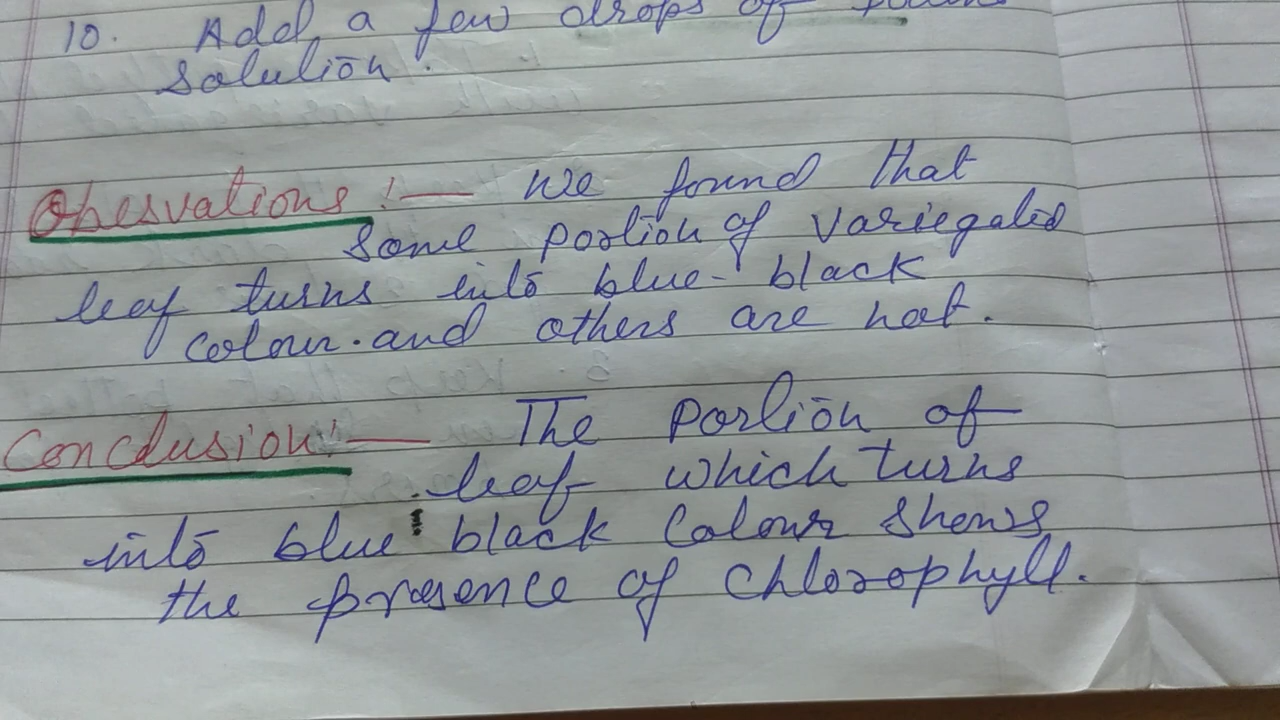 10. Add a few drops of
solution.
Obesvations :— We found that
some portion of variegated
leaf turns into blue-black
colour. and others are not.
Conclusion :— The portion of
leaf which turns
into blue black Colour shows
the presence of chlorophyll.